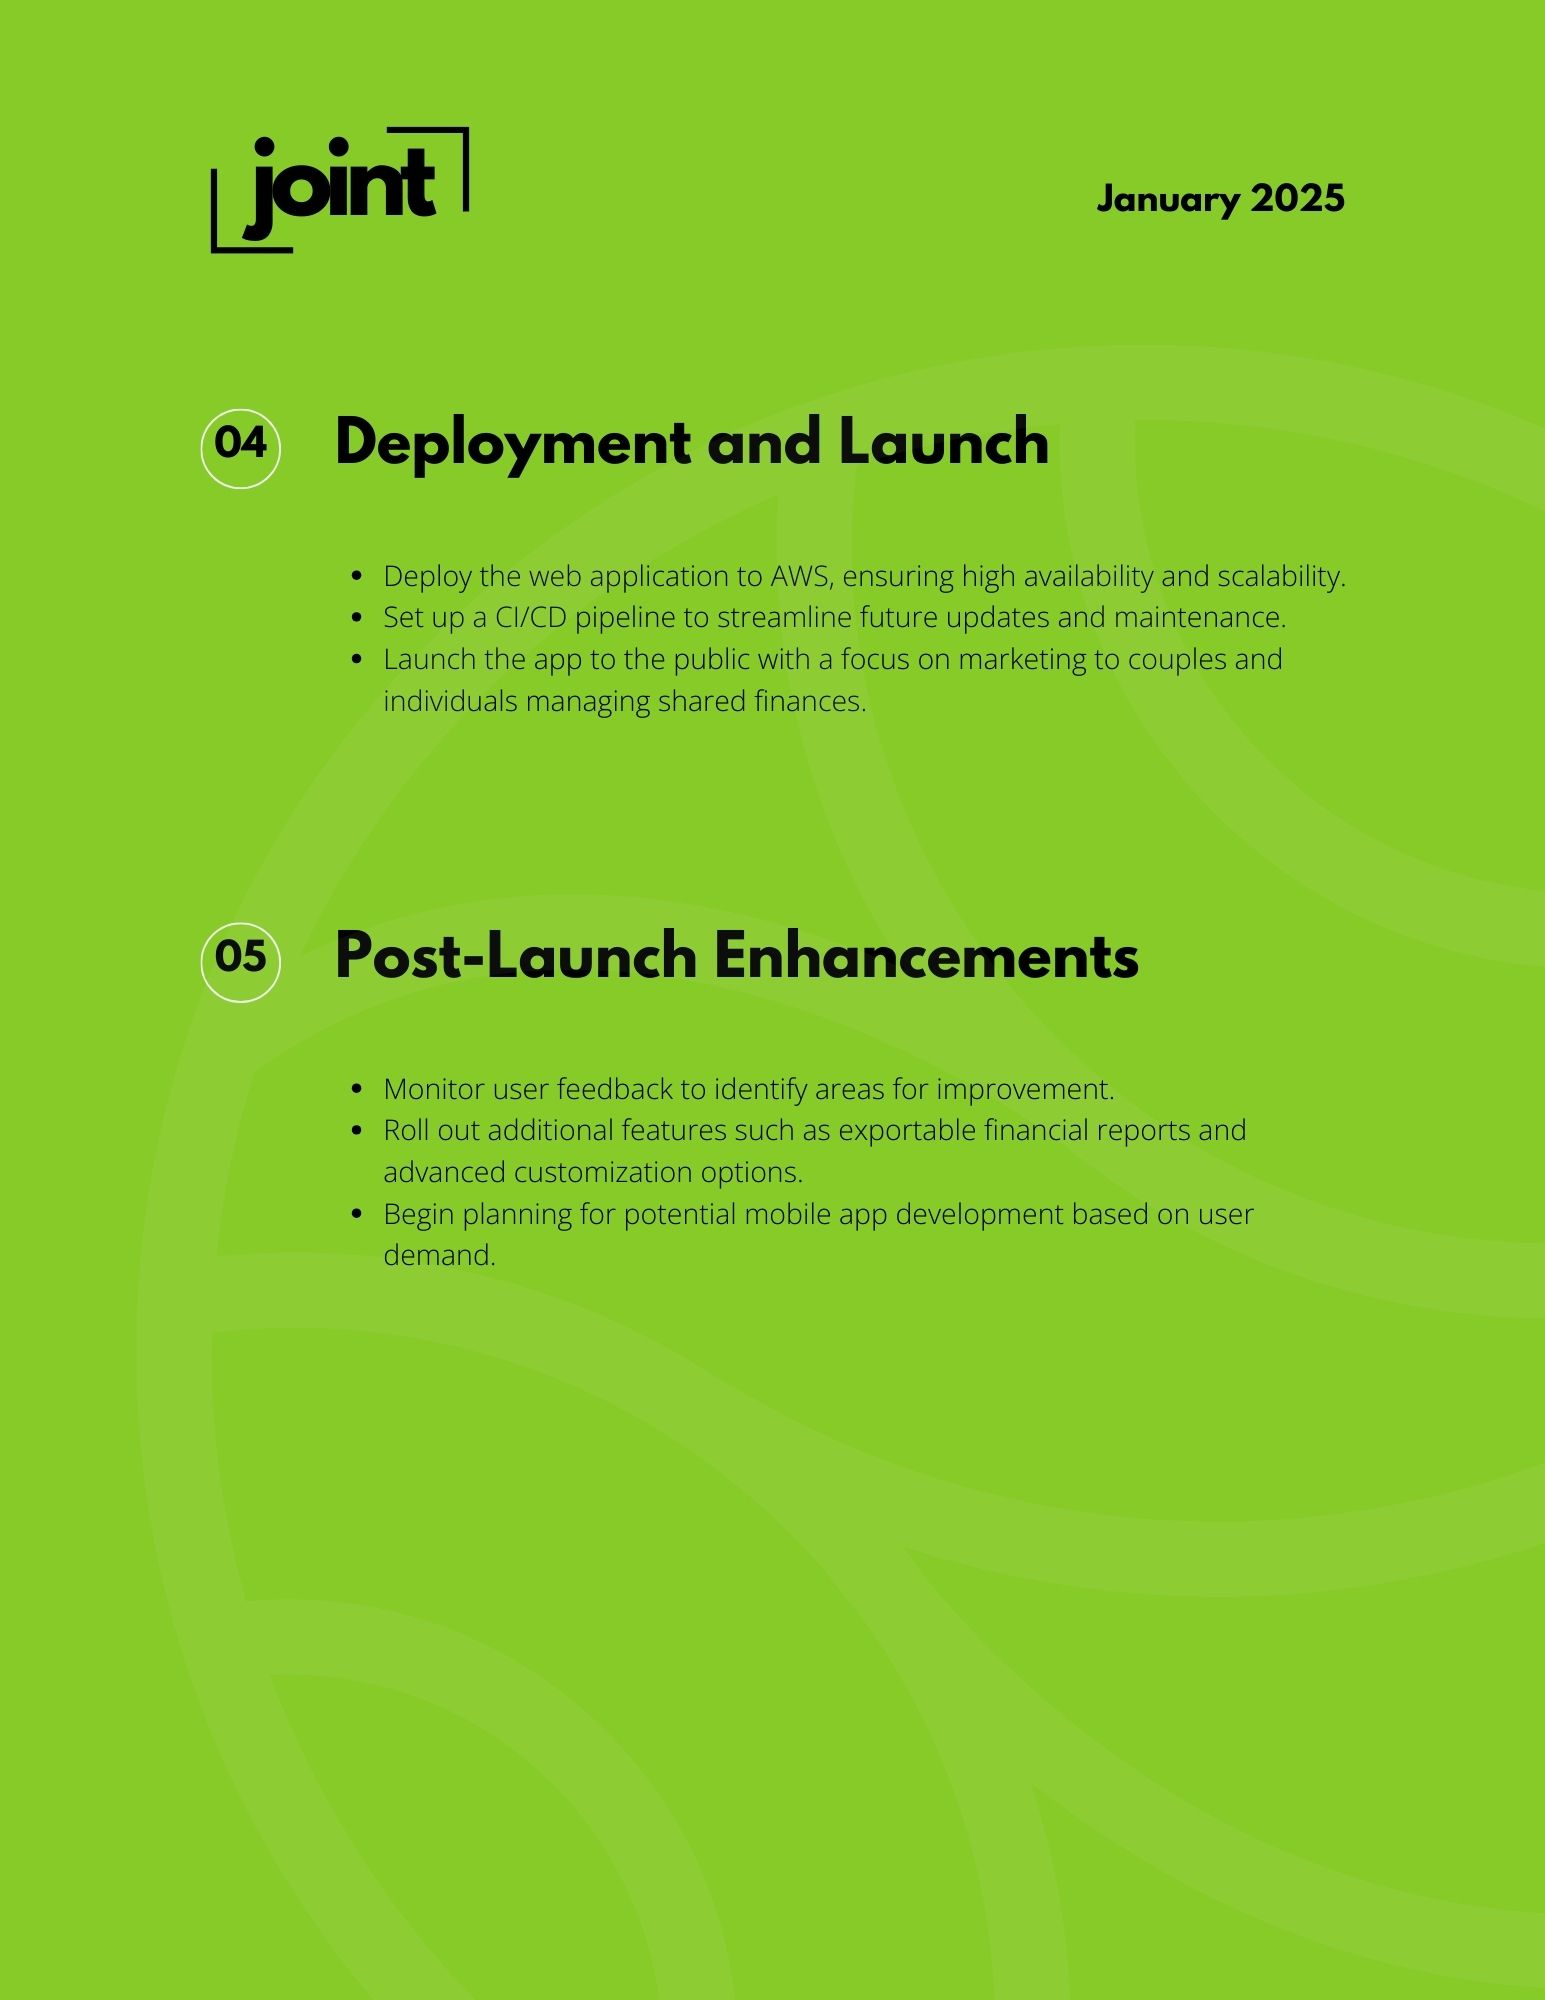 joint
January 2025
04
Deployment and Launch
• Deploy the web application to AWS, ensuring high availability and scalability.
• Set up a CI/CD pipeline to streamline future updates and maintenance.
• Launch the app to the public with a focus on marketing to couples and
individuals managing shared finances.
05
Post-Launch Enhancements
• Monitor user feedback to identify areas for improvement.
• Roll out additional features such as exportable financial reports and
advanced customization options.
• Begin planning for potential mobile app development based on user
demand.